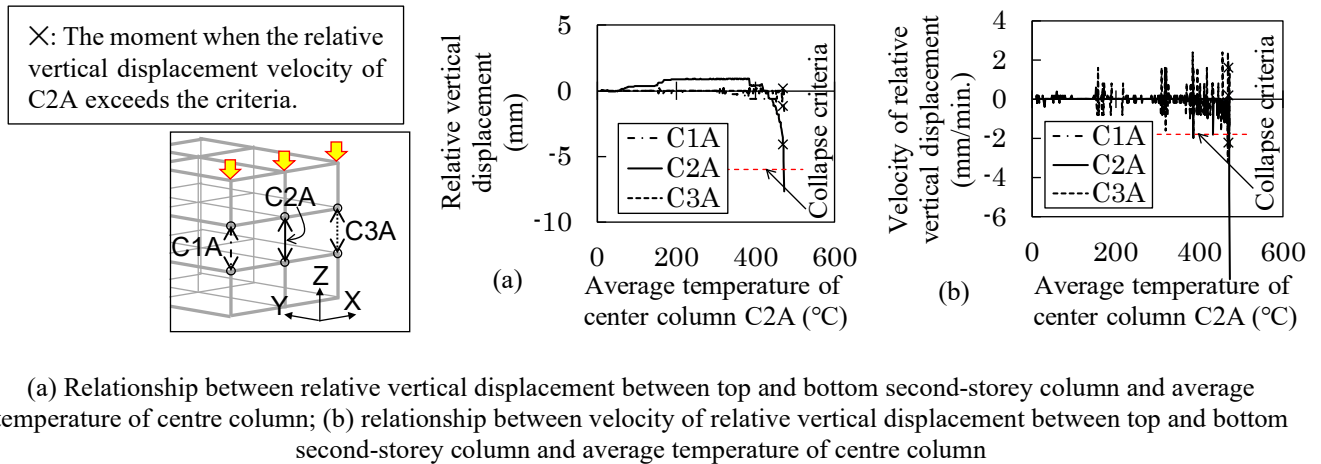 ×: The moment when the relative
vertical displacement velocity of
C2A exceeds the criteria.
C2A
C1A
C3A
Z
Y
X
Relative vertical
displacement
(mm)
5
0
-5
-10
C1A
C2A
C3A
Collapse criteria
0 200 400 600
(a)
Average temperature of
center column C2A (°C)
Velocity of relative
vertical displacement
(mm/min.)
4
2
0
-2
-4
-6
C1A
C2A
C3A
Collapse criteria
0 200 400 600
(b)
Average temperature of
center column C2A (°C)
(a) Relationship between relative vertical displacement between top and bottom second-storey column and average
temperature of centre column; (b) relationship between velocity of relative vertical displacement between top and bottom
second-storey column and average temperature of centre column